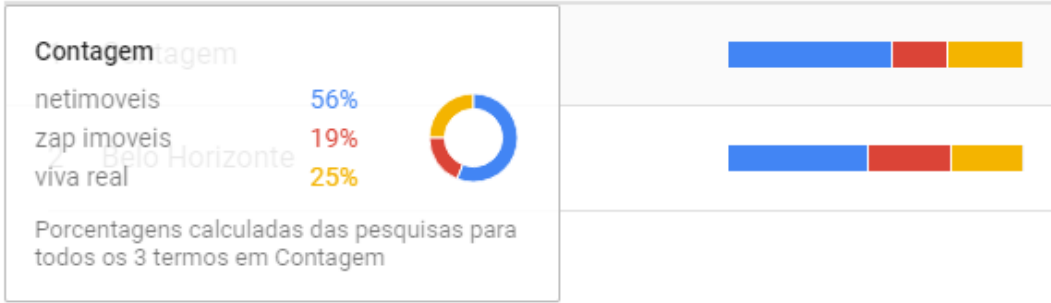 Contagem
netimoveis 56%
zap imoveis 19%
viva real 25%
Porcentagens calculadas das pesquisas para
todos os 3 termos em Contagem
Contagem
2 Belo Horizonte